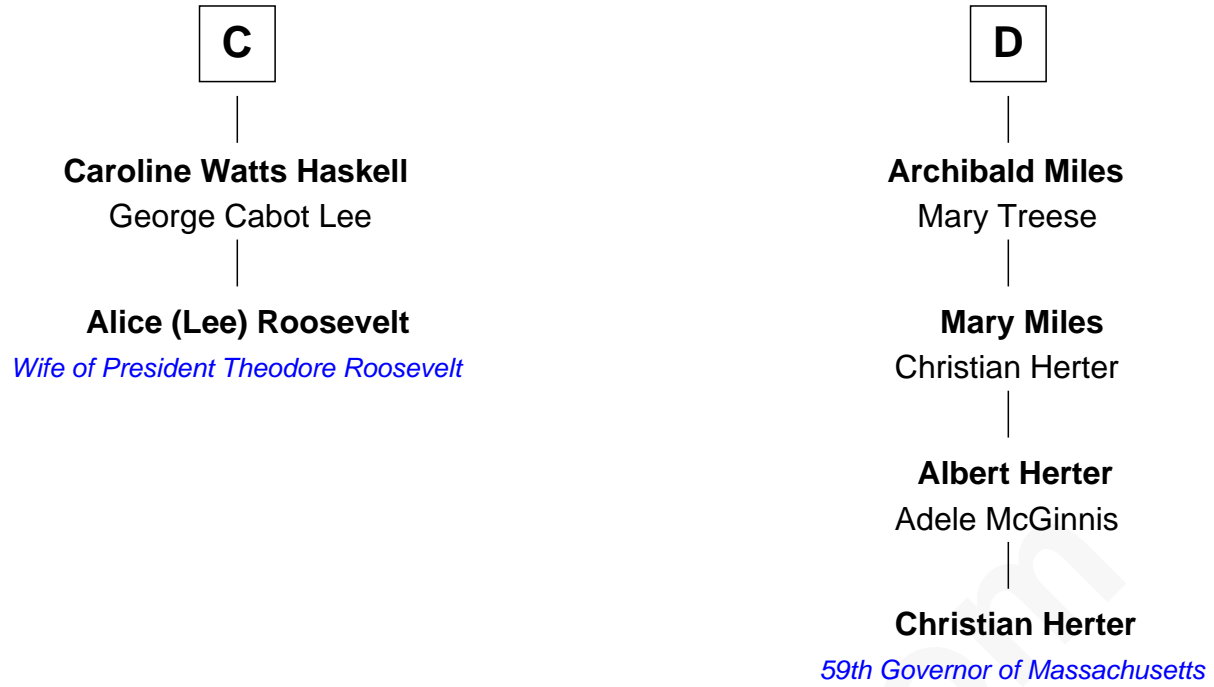 C
Caroline Watts Haskell
George Cabot Lee
Alice (Lee) Roosevelt
Wife of President Theodore Roosevelt
D
Archibald Miles
Mary Treese
Mary Miles
Christian Herter
Albert Herter
Adele McGinnis
Christian Herter
59th Governor of Massachusetts